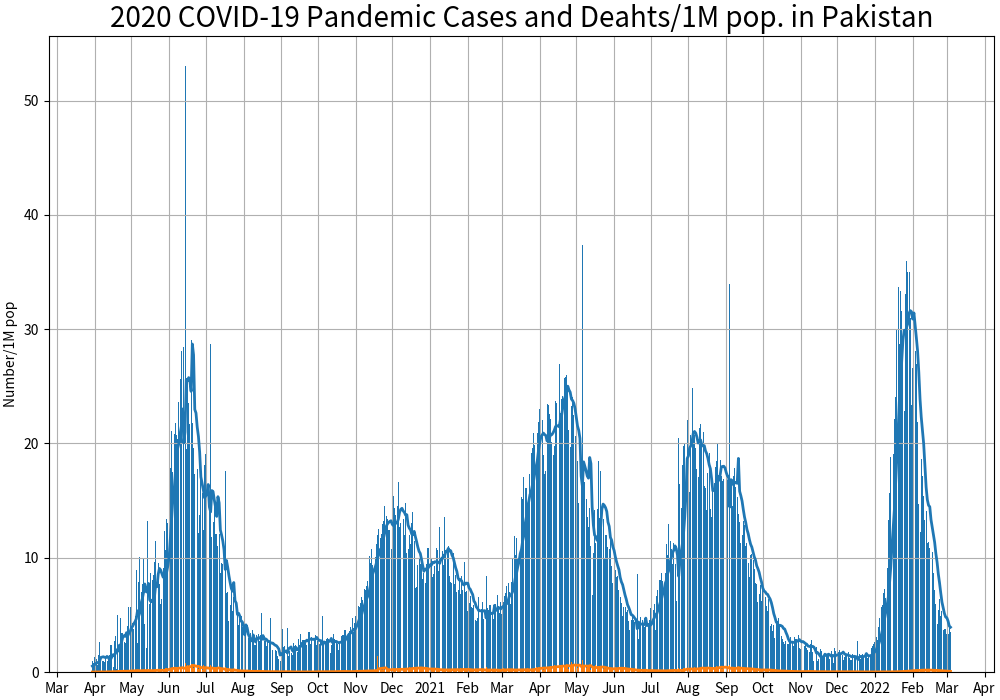 2020 COVID-19 Pandemic Cases and Deahts/1M pop. in Pakistan
Number/1M pop
50
40
30
20
10
0
Mar Apr May Jun Jul Aug Sep Oct Nov Dec 2021 Feb Mar Apr May Jun Jul Aug Sep Oct Nov Dec 2022 Feb Mar Apr